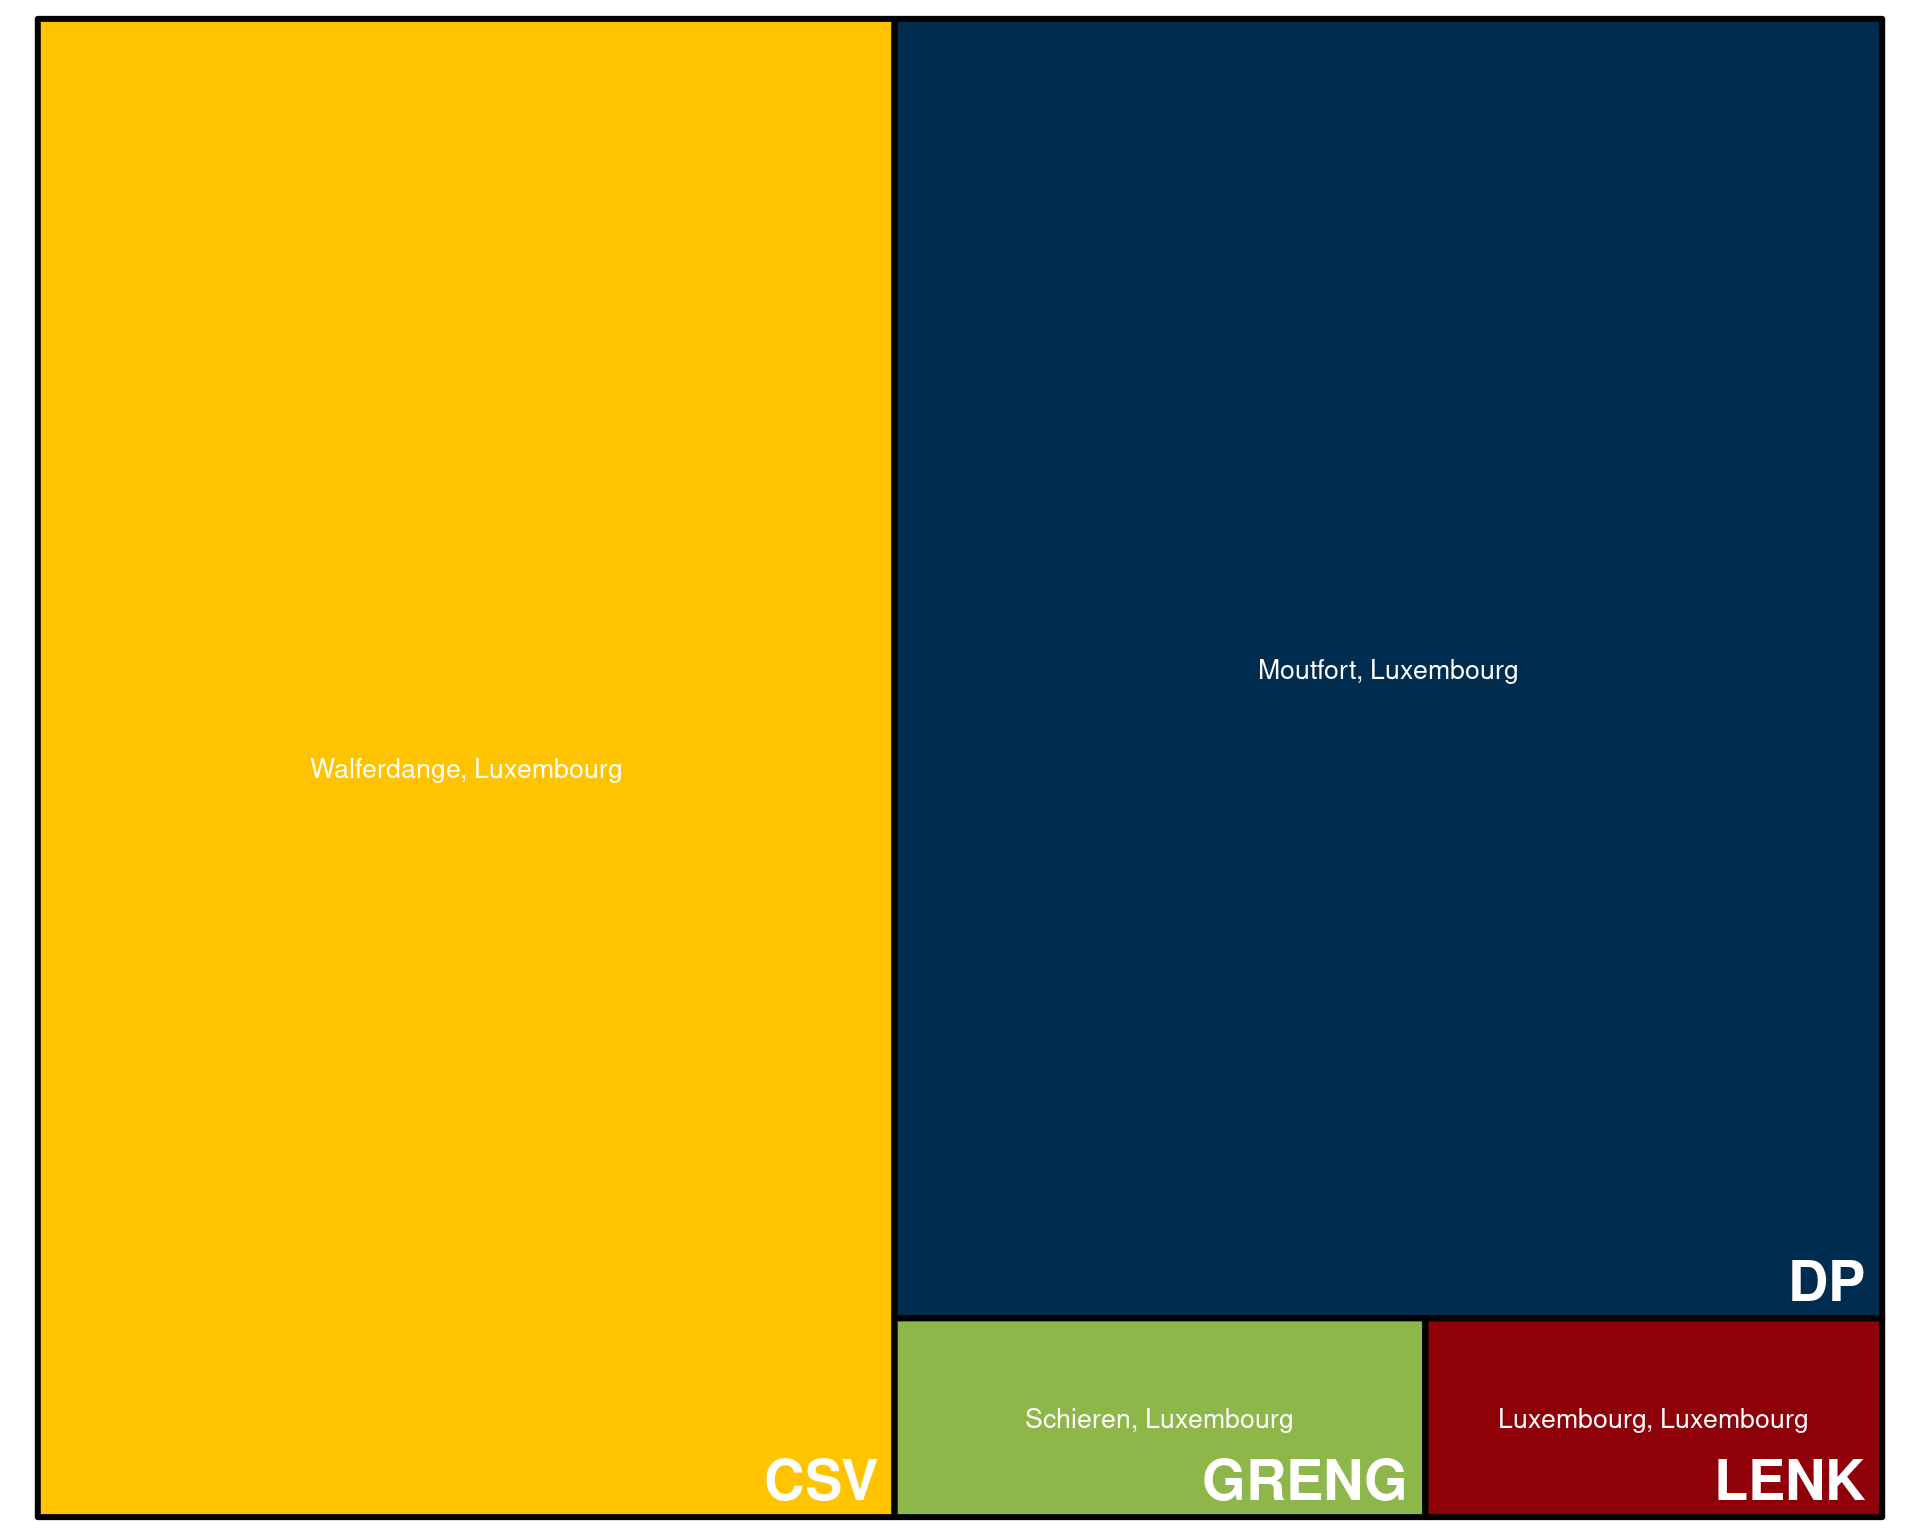 Walferdange, Luxembourg
CSV
Moutfort, Luxembourg
DP
Schieren, Luxembourg
GRENG
Luxembourg, Luxembourg
LENK